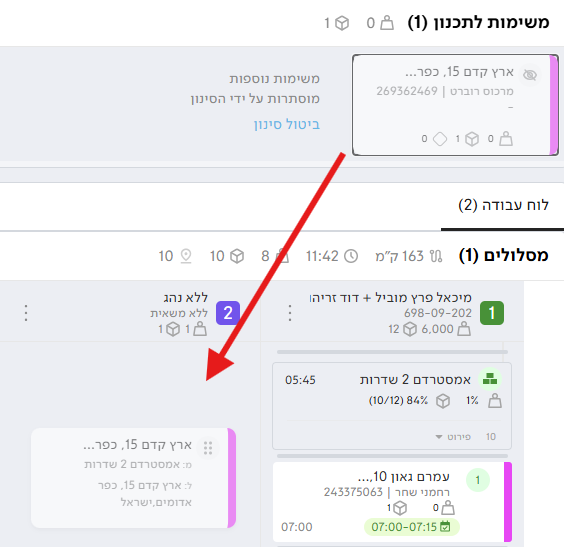 משימות לתכנון (1) 0 1
ארץ קדם 15, כפר...
מרכוס רוברט | 269362469
-
0 1 0
משימות נוספות
מוסתרות על ידי הסינון
ביטול סינון
לוח עבודה (2)
מסלולים (1) 163 ק"מ 11:42 8 10 10
1
מיכאל פרץ מוביל + דוד זריהו
698-09-202
6,000 12
אמסטרדם 2 שדרות 05:45
1% 84% (10/12)
10 פירוט
1
עמרם גאון 10,...
רחמני שחר | 243375063
0 1
07:00-07:15 07:00
2
ללא נהג
ללא משאית
1 1
ארץ קדם 15, כפר...
מ: אמסטרדם 2 שדרות
ל: ארץ קדם 15, כפר
אדומים,ישראל